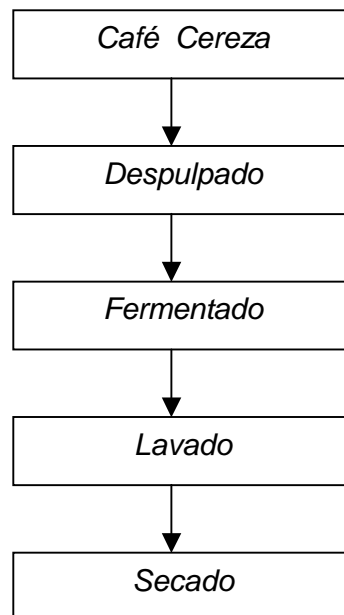 Café Cereza
Despulpado
Fermentado
Lavado
Secado